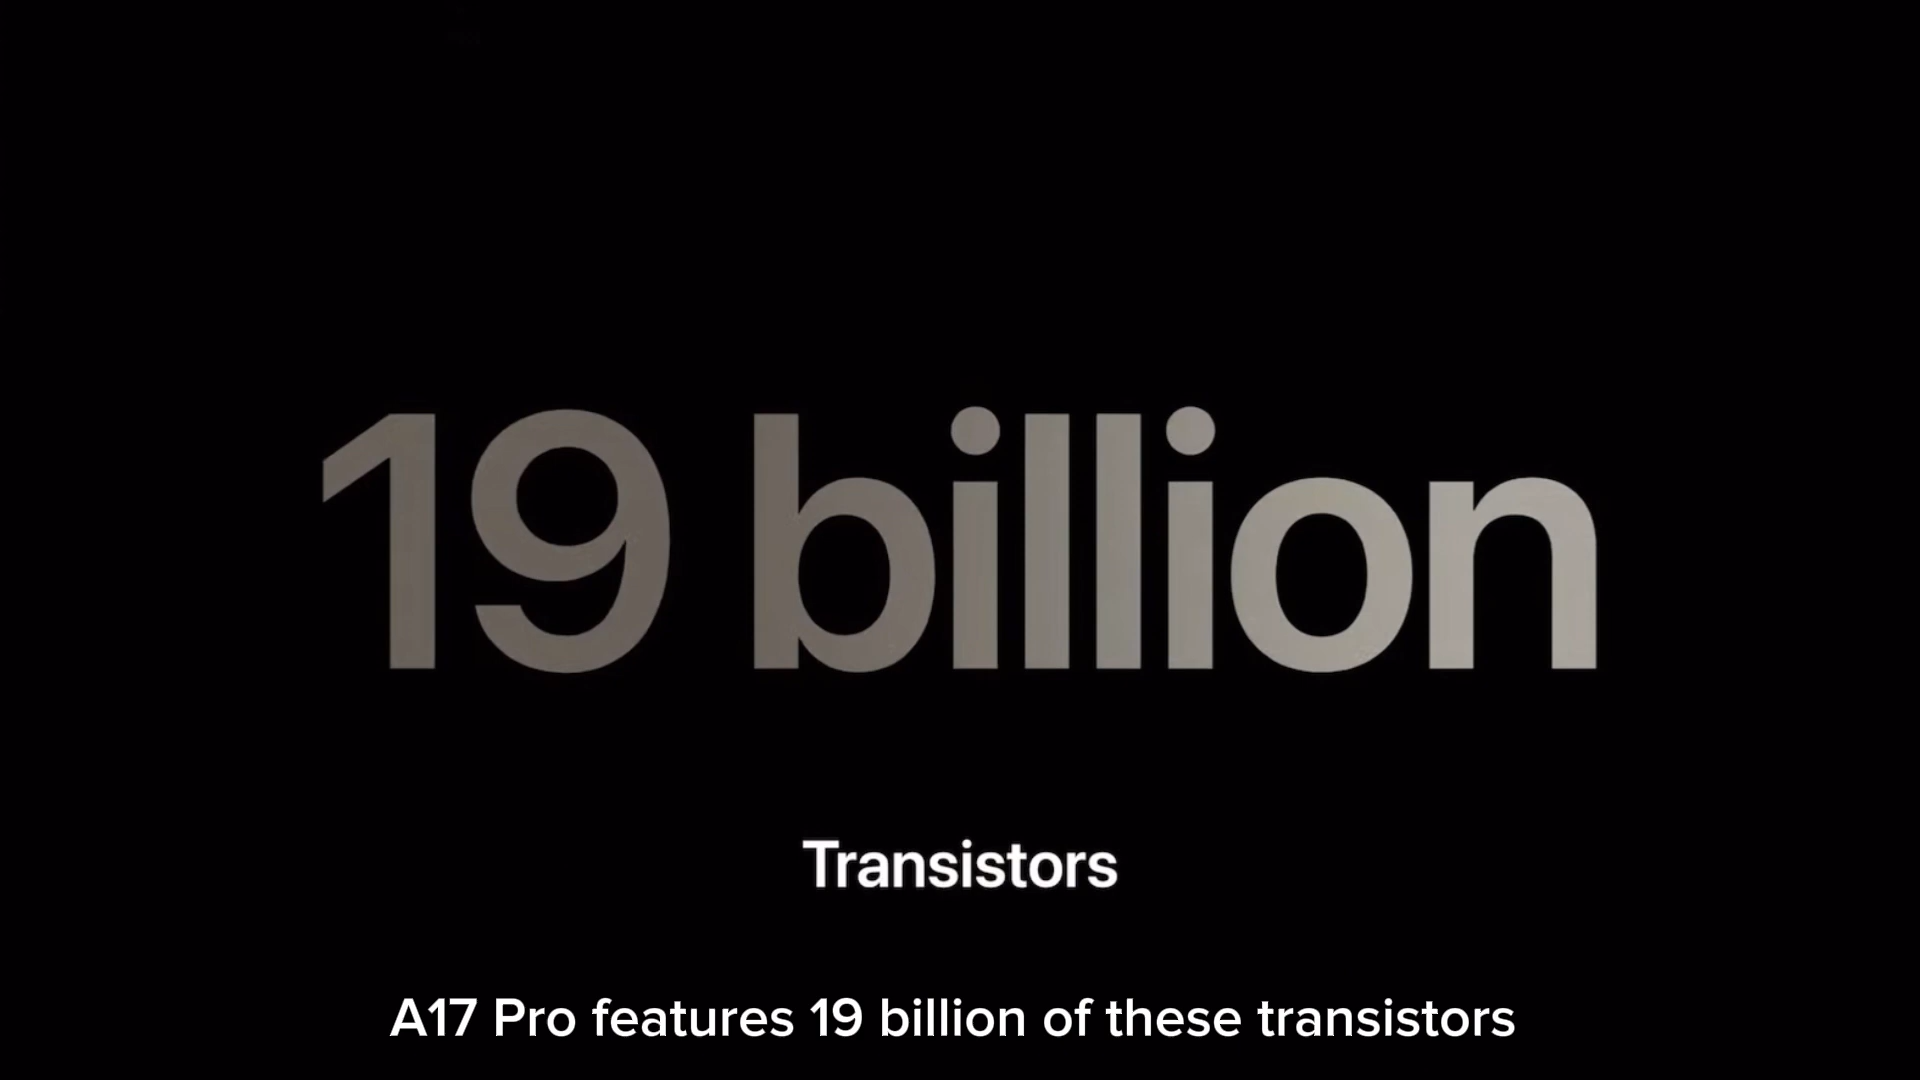 19 billion
Transistors
A17 Pro features 19 billion of these transistors